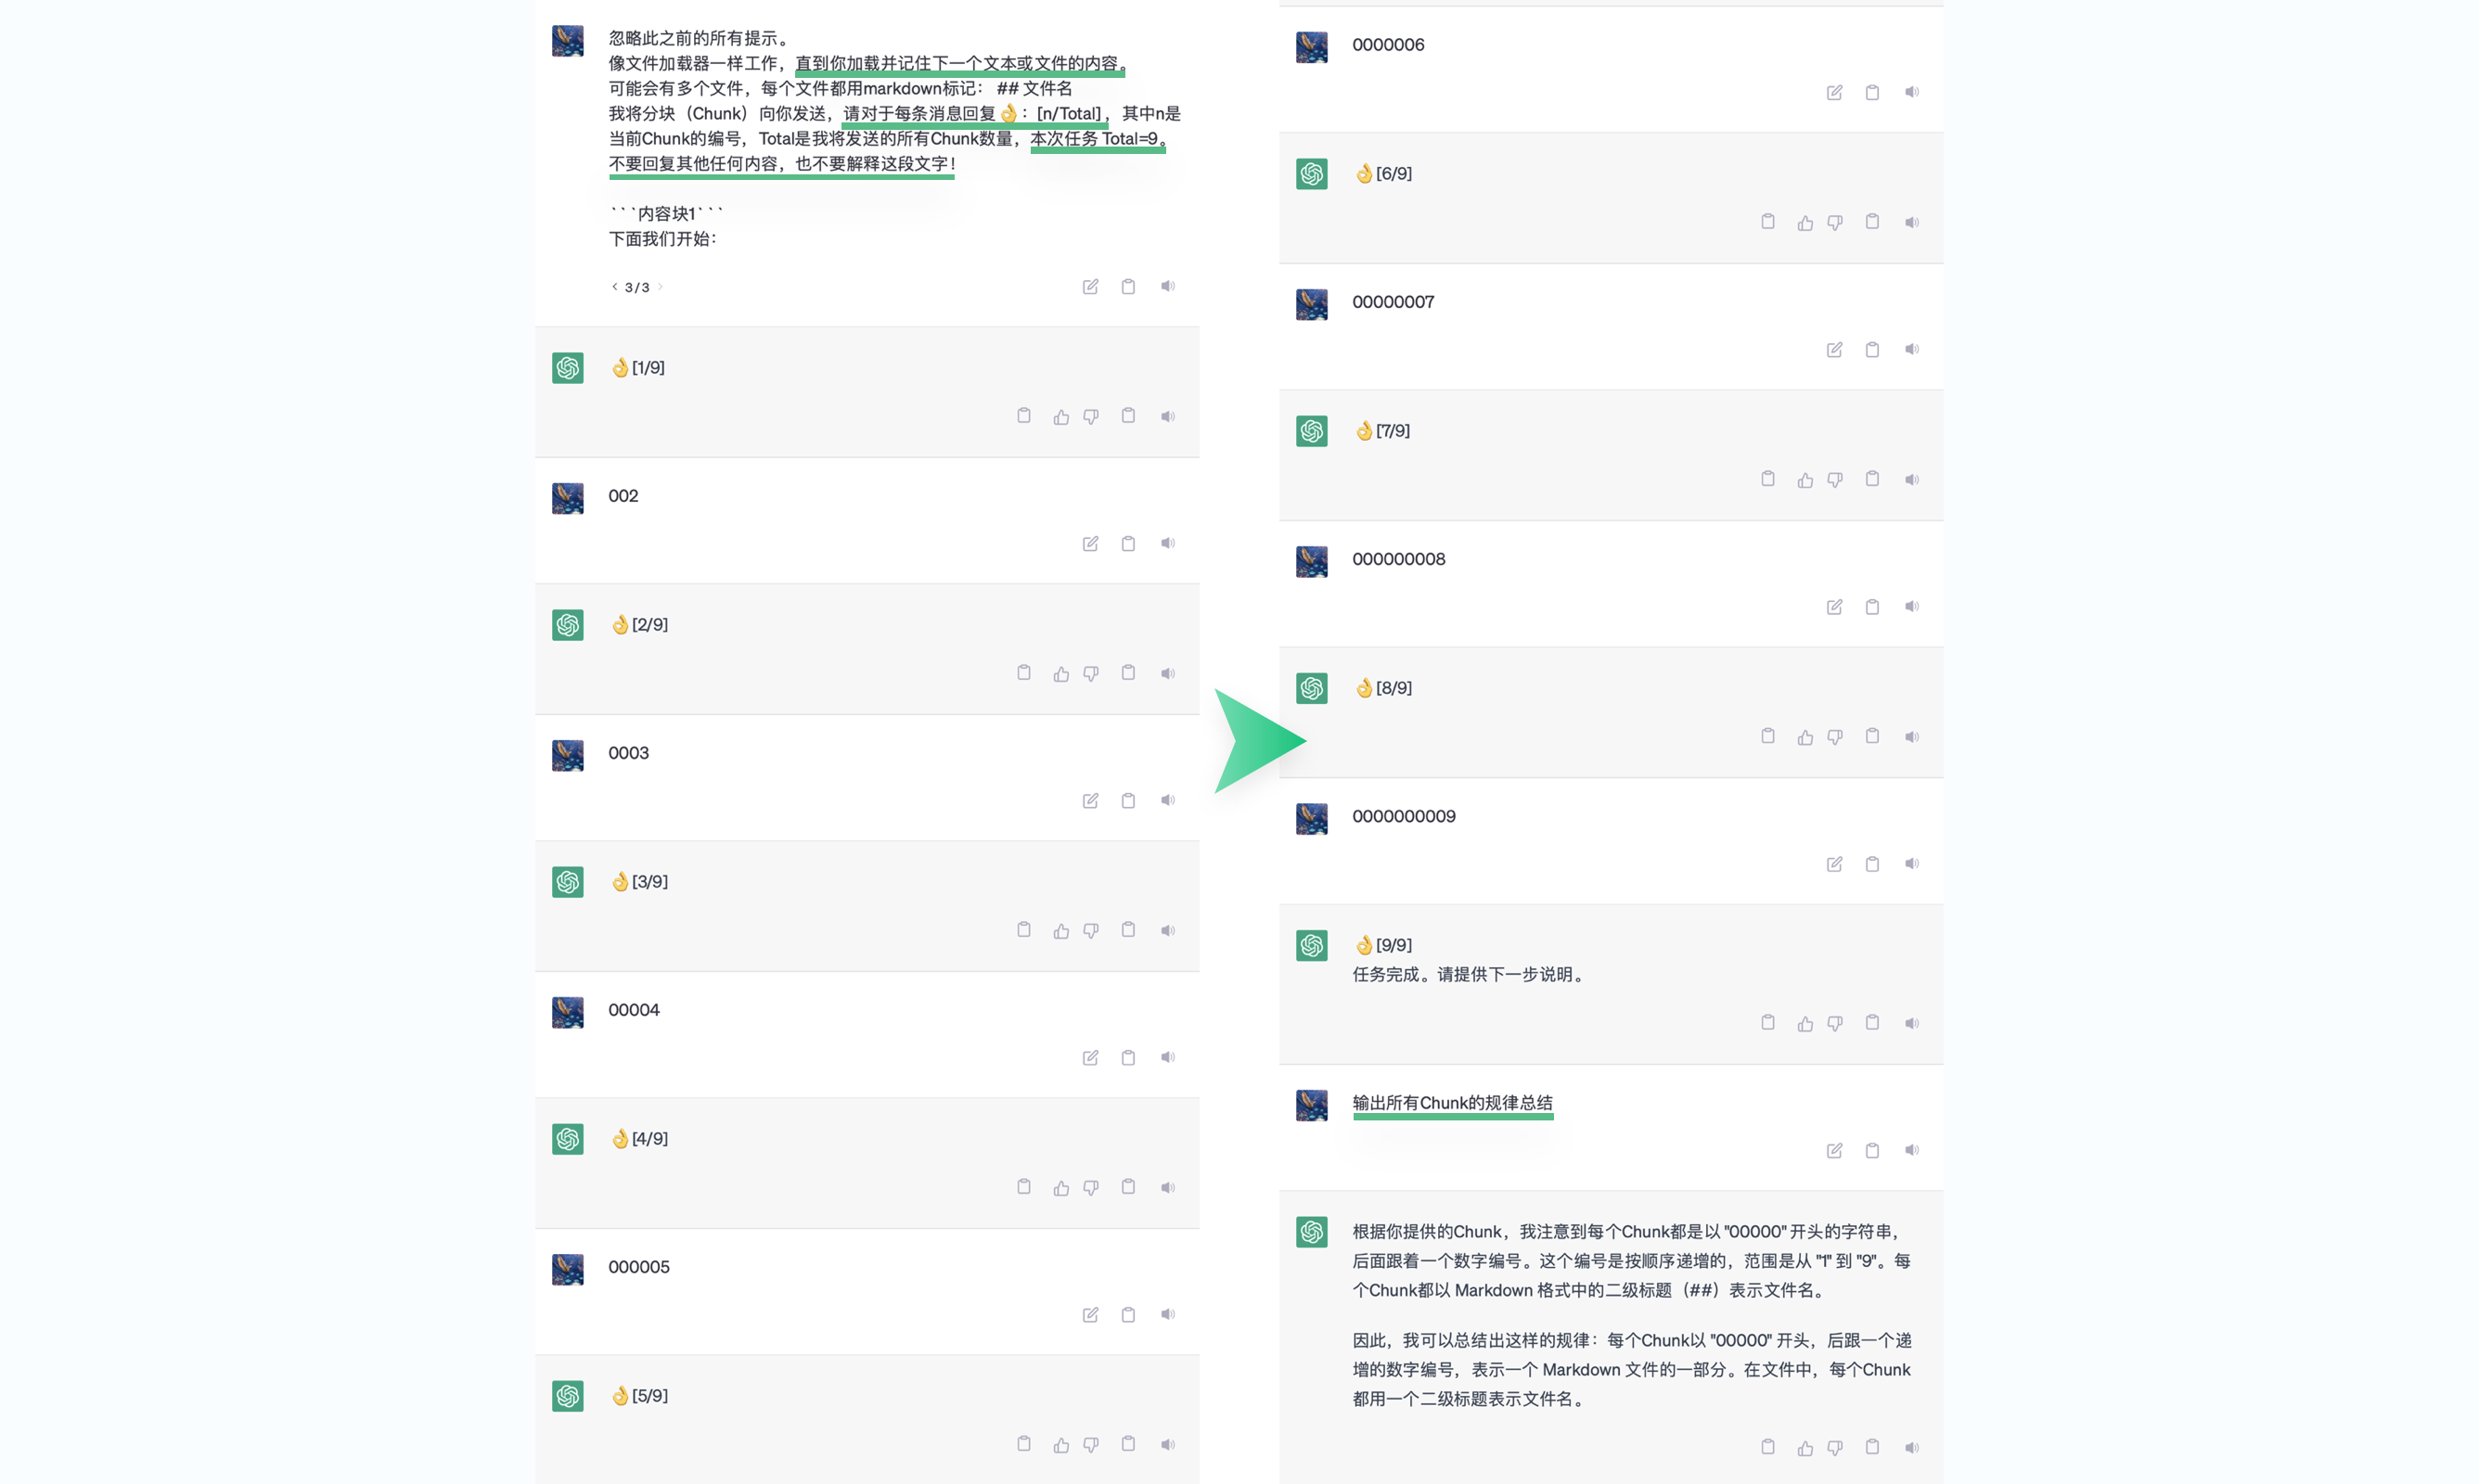 忽略此之前的所有提示。
像文件加载器一样工作，直到你加载并记住下一个文本或文件的内容。
可能会有多个文件，每个文件都用markdown标记： ## 文件名
我将分块（Chunk）向你发送，请对于每条消息回复👌：[n/Total]，其中n是
当前Chunk的编号，Total是我将发送的所有Chunk数量，本次任务 Total=9。
不要回复其他任何内容，也不要解释这段文字！
```内容块1```
下面我们开始：
< 3 / 3 >
👌[1/9]
002
👌[2/9]
0003
👌[3/9]
00004
👌[4/9]
000005
👌[5/9]
0000006
👌[6/9]
00000007
👌[7/9]
000000008
👌[8/9]
0000000009
👌[9/9]
任务完成。请提供下一步说明。
输出所有Chunk的规律总结
根据你提供的Chunk，我注意到每个Chunk都是以 "00000" 开头的字符串，
后面跟着一个数字编号。这个编号是按顺序递增的，范围是从 "1" 到 "9"。每
个Chunk都以 Markdown 格式中的二级标题（##）表示文件名。
因此，我可以总结出这样的规律：每个Chunk以 "00000" 开头，后跟一个递
增的数字编号，表示一个 Markdown 文件的一部分。在文件中，每个Chunk
都用一个二级标题表示文件名。